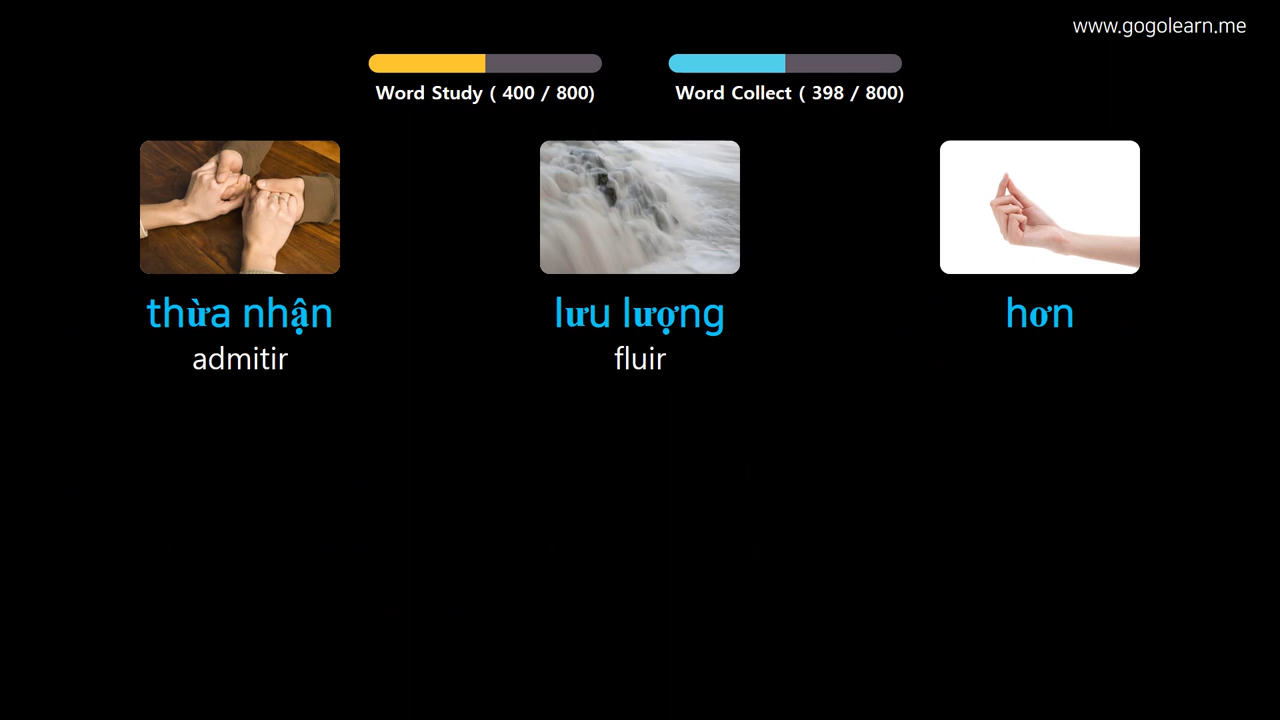 www.gogolearn.me
Word Study ( 400 / 800)
Word Collect ( 398 / 800)
thừa nhận
admitir
lưu lượng
fluir
hơn